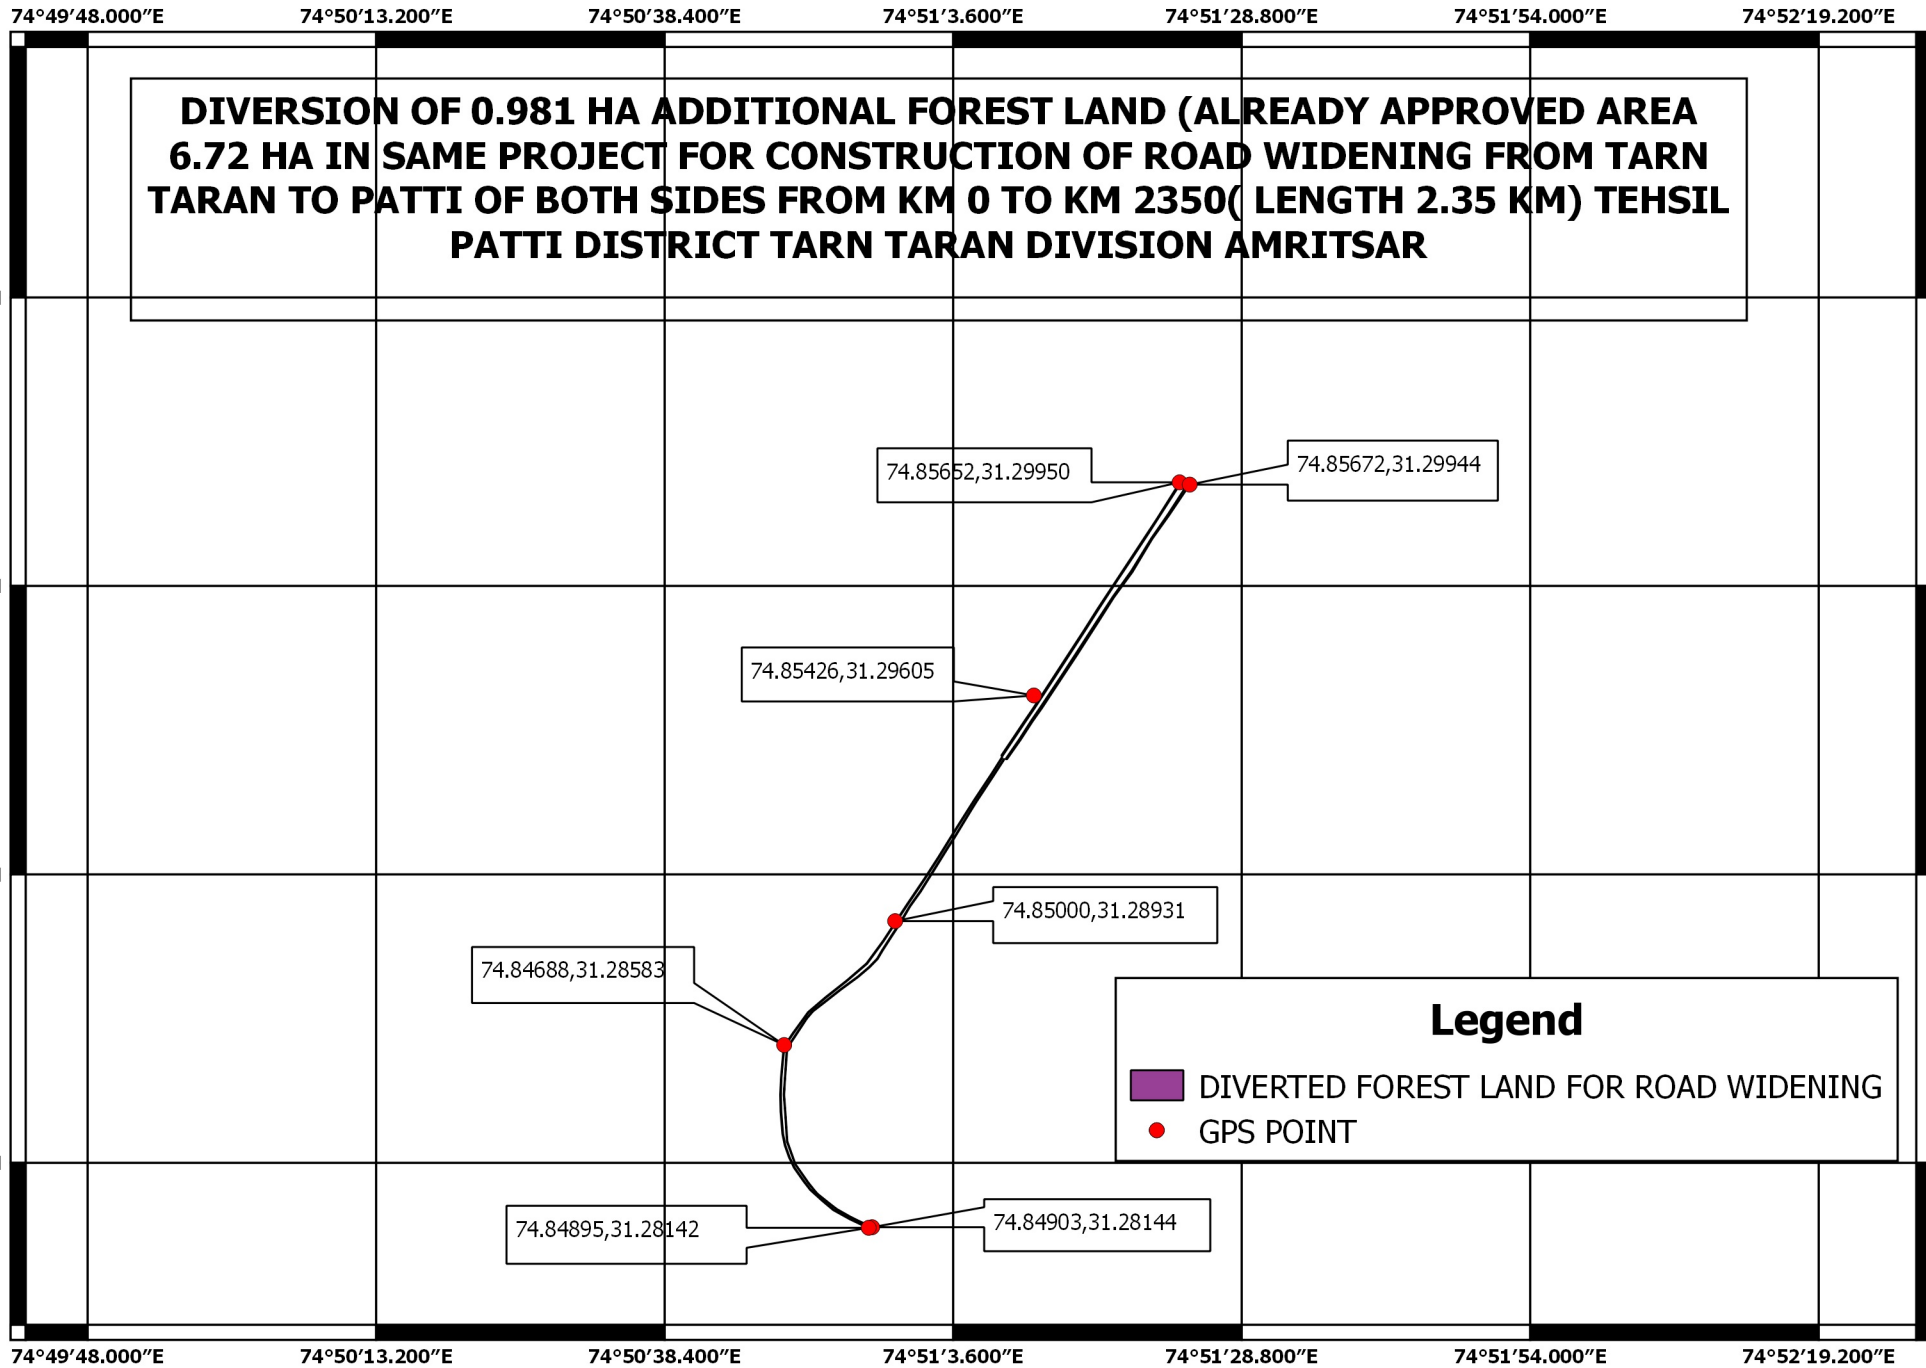 74°49′48.000″E 74°50′13.200″E 74°50′38.400″E 74°51′3.600″E 74°51′28.800″E 74°51′54.000″E 74°52′19.200″E
DIVERSION OF 0.981 HA ADDITIONAL FOREST LAND (ALREADY APPROVED AREA
6.72 HA IN SAME PROJECT FOR CONSTRUCTION OF ROAD WIDENING FROM TARN
TARAN TO PATTI OF BOTH SIDES FROM KM 0 TO KM 2350( LENGTH 2.35 KM) TEHSIL
PATTI DISTRICT TARN TARAN DIVISION AMRITSAR
74.85652,31.29950
74.85672,31.29944
74.85426,31.29605
74.85000,31.28931
74.84688,31.28583
Legend
DIVERTED FOREST LAND FOR ROAD WIDENING
GPS POINT
74.84895,31.28142
74.84903,31.28144
74°49′48.000″E 74°50′13.200″E 74°50′38.400″E 74°51′3.600″E 74°51′28.800″E 74°51′54.000″E 74°52′19.200″E